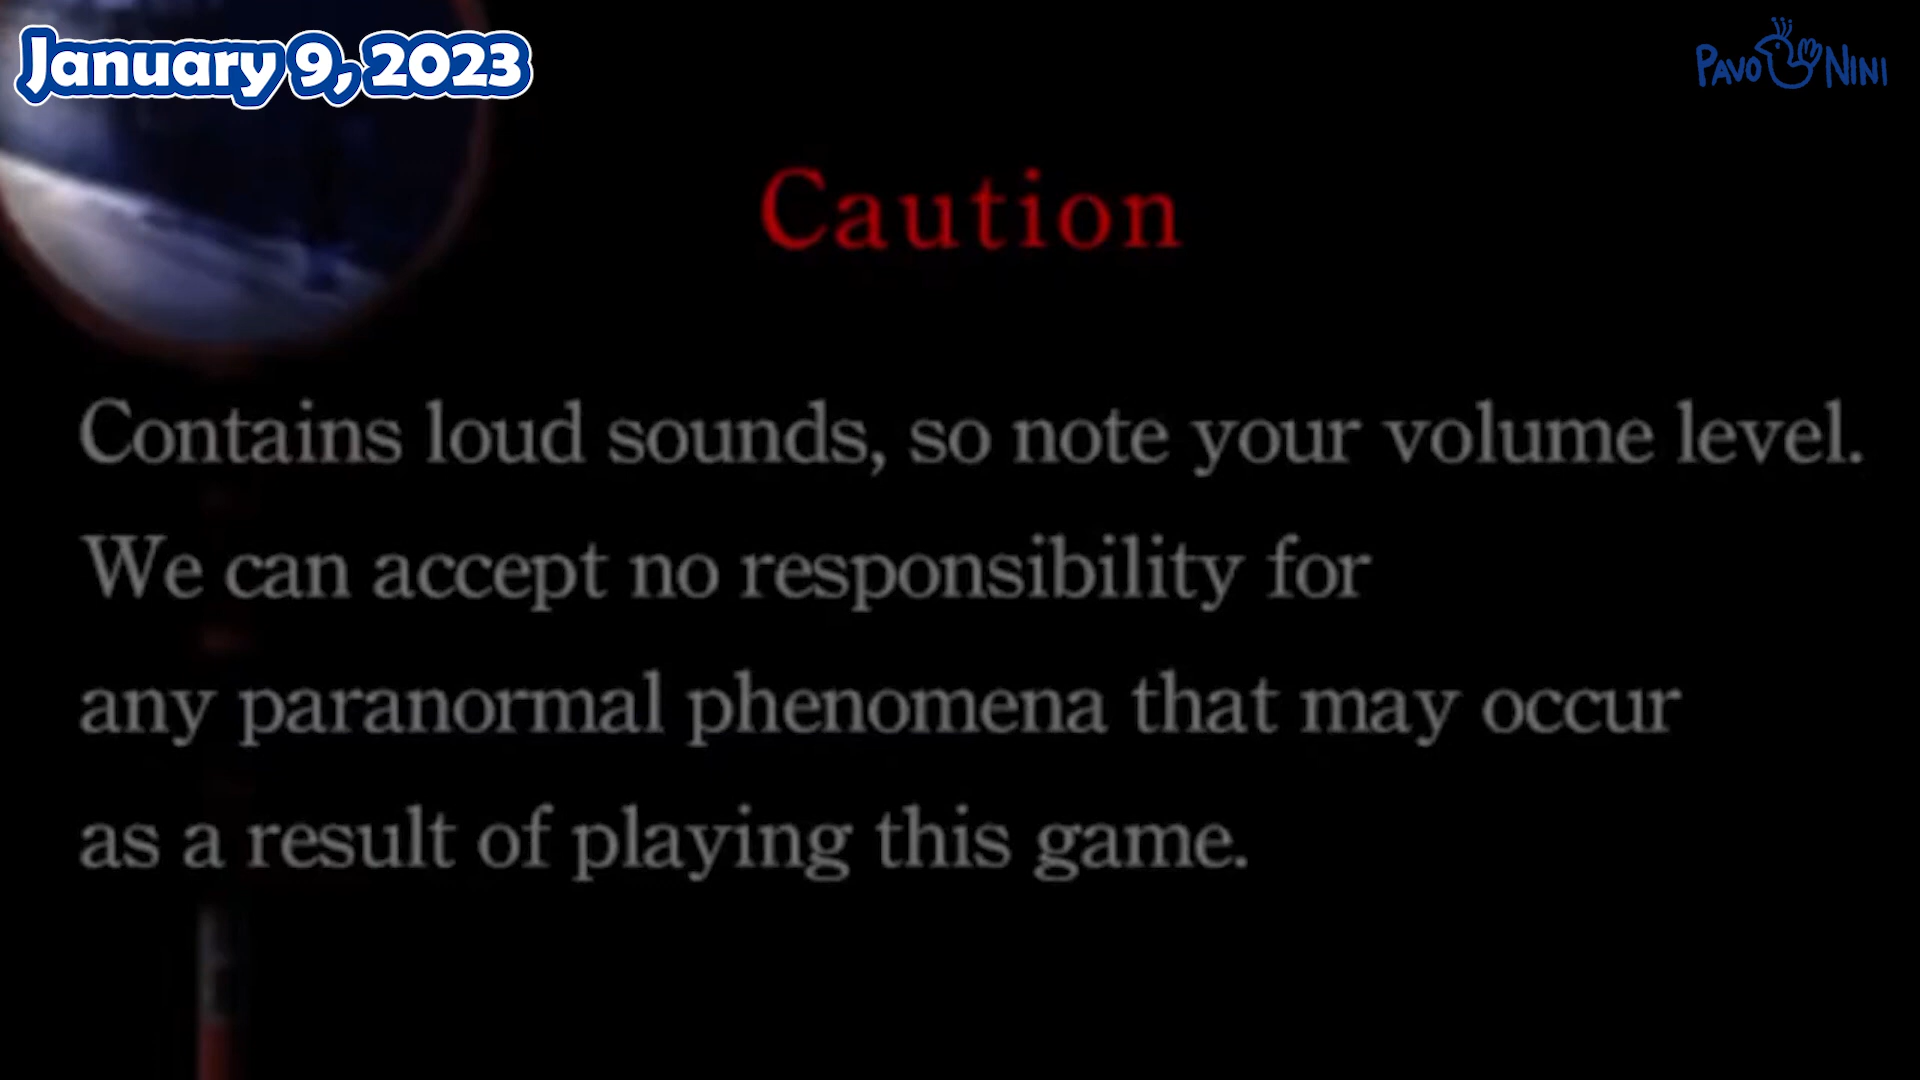 January 9, 2023
PAVO NINI
Caution
Contains loud sounds, so note your volume level.
We can accept no responsibility for
any paranormal phenomena that may occur
as a result of playing this game.